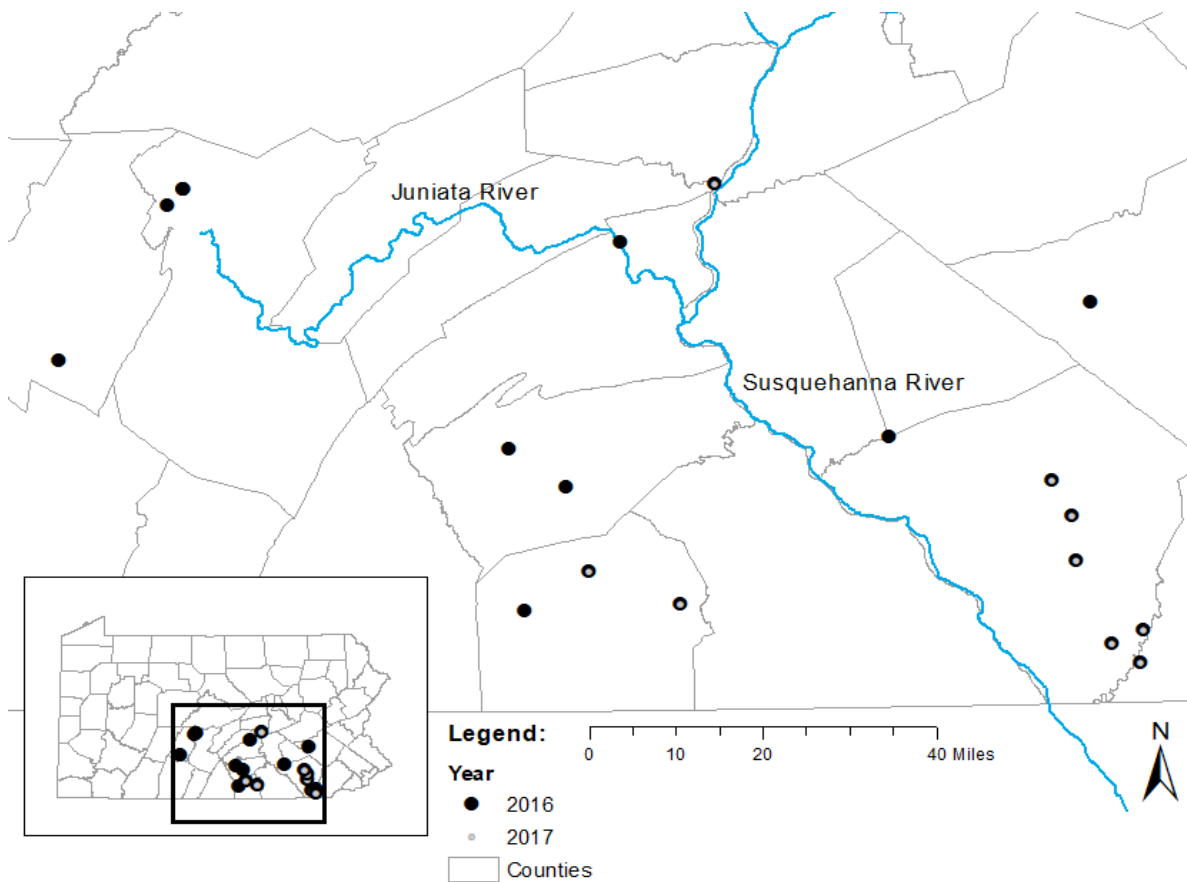 Juniata River
Susquehanna River
Legend:
0 10 20 40 Miles
N
Year
2016
2017
Counties